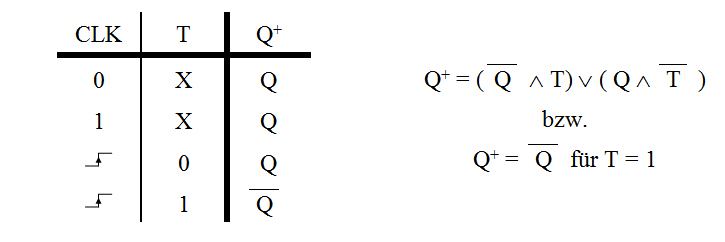 CLK T Q⁺
0 X Q
1 X Q
0 Q
1 Q̅
Q⁺ = ( Q̅ ∧ T) ∨ ( Q ∧ T̅ )
bzw.
Q⁺ = Q̅ für T = 1